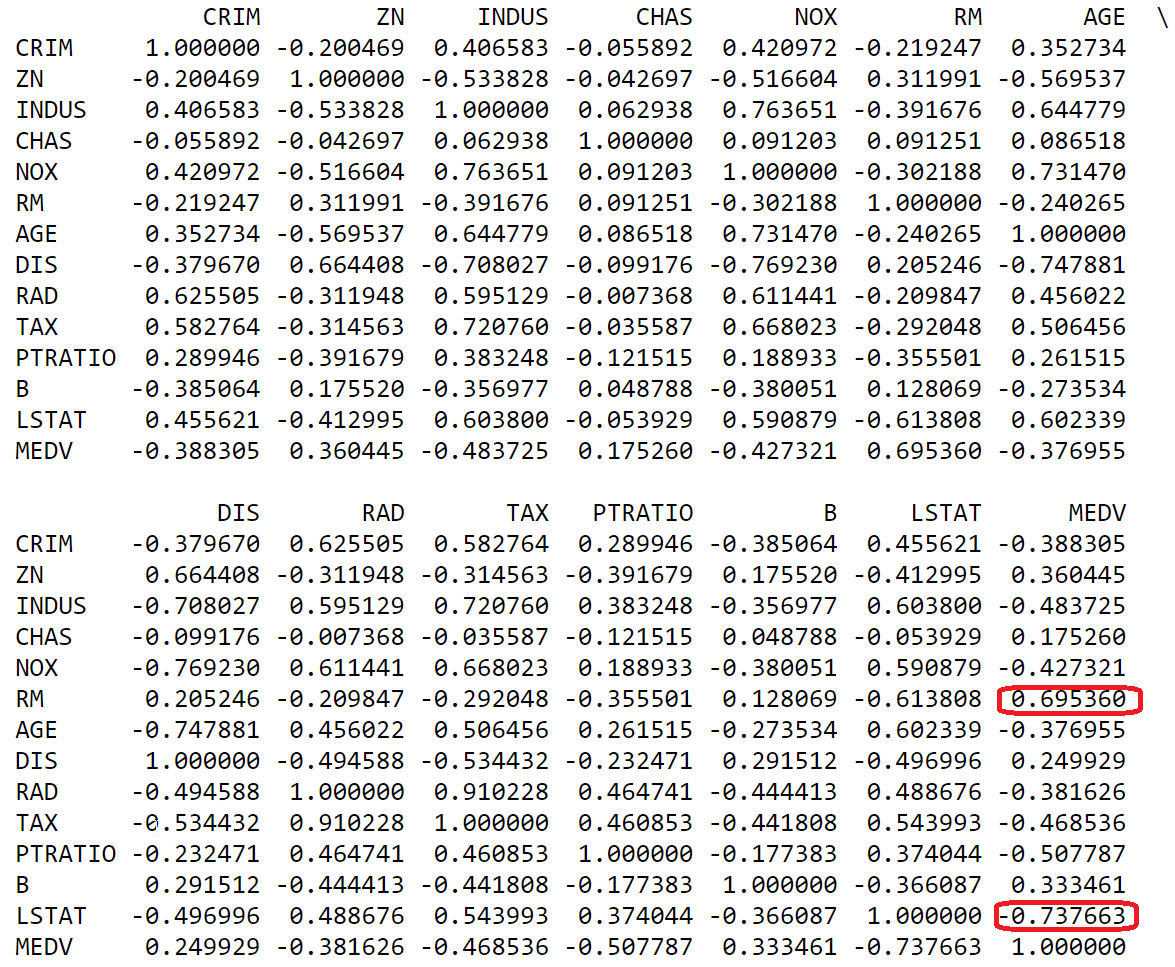 CRIM ZN INDUS CHAS NOX RM AGE \
CRIM 1.000000 -0.200469 0.406583 -0.055892 0.420972 -0.219247 0.352734
ZN -0.200469 1.000000 -0.533828 -0.042697 -0.516604 0.311991 -0.569537
INDUS 0.406583 -0.533828 1.000000 0.062938 0.763651 -0.391676 0.644779
CHAS -0.055892 -0.042697 0.062938 1.000000 0.091203 0.091251 0.086518
NOX 0.420972 -0.516604 0.763651 0.091203 1.000000 -0.302188 0.731470
RM -0.219247 0.311991 -0.391676 0.091251 -0.302188 1.000000 -0.240265
AGE 0.352734 -0.569537 0.644779 0.086518 0.731470 -0.240265 1.000000
DIS -0.379670 0.664408 -0.708027 -0.099176 -0.769230 0.205246 -0.747881
RAD 0.625505 -0.311948 0.595129 -0.007368 0.611441 -0.209847 0.456022
TAX 0.582764 -0.314563 0.720760 -0.035587 0.668023 -0.292048 0.506456
PTRATIO 0.289946 -0.391679 0.383248 -0.121515 0.188933 -0.355501 0.261515
B -0.385064 0.175520 -0.356977 0.048788 -0.380051 0.128069 -0.273534
LSTAT 0.455621 -0.412995 0.603800 -0.053929 0.590879 -0.613808 0.602339
MEDV -0.388305 0.360445 -0.483725 0.175260 -0.427321 0.695360 -0.376955
DIS RAD TAX PTRATIO B LSTAT MEDV
CRIM -0.379670 0.625505 0.582764 0.289946 -0.385064 0.455621 -0.388305
ZN 0.664408 -0.311948 -0.314563 -0.391679 0.175520 -0.412995 0.360445
INDUS -0.708027 0.595129 0.720760 0.383248 -0.356977 0.603800 -0.483725
CHAS -0.099176 -0.007368 -0.035587 -0.121515 0.048788 -0.053929 0.175260
NOX -0.769230 0.611441 0.668023 0.188933 -0.380051 0.590879 -0.427321
RM 0.205246 -0.209847 -0.292048 -0.355501 0.128069 -0.613808 0.695360
AGE -0.747881 0.456022 0.506456 0.261515 -0.273534 0.602339 -0.376955
DIS 1.000000 -0.494588 -0.534432 -0.232471 0.291512 -0.496996 0.249929
RAD -0.494588 1.000000 0.910228 0.464741 -0.444413 0.488676 -0.381626
TAX -0.534432 0.910228 1.000000 0.460853 -0.441808 0.543993 -0.468536
PTRATIO -0.232471 0.464741 0.460853 1.000000 -0.177383 0.374044 -0.507787
B 0.291512 -0.444413 -0.441808 -0.177383 1.000000 -0.366087 0.333461
LSTAT -0.496996 0.488676 0.543993 0.374044 -0.366087 1.000000 -0.737663
MEDV 0.249929 -0.381626 -0.468536 -0.507787 0.333461 -0.737663 1.000000